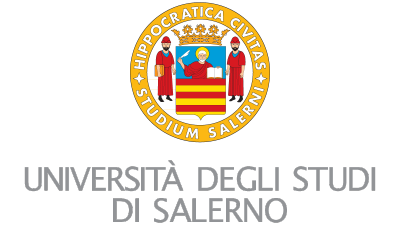 HIPPOCRATICA CIVITAS
STUDIUM SALERNI
UNIVERSITÀ DEGLI STUDI
DI SALERNO